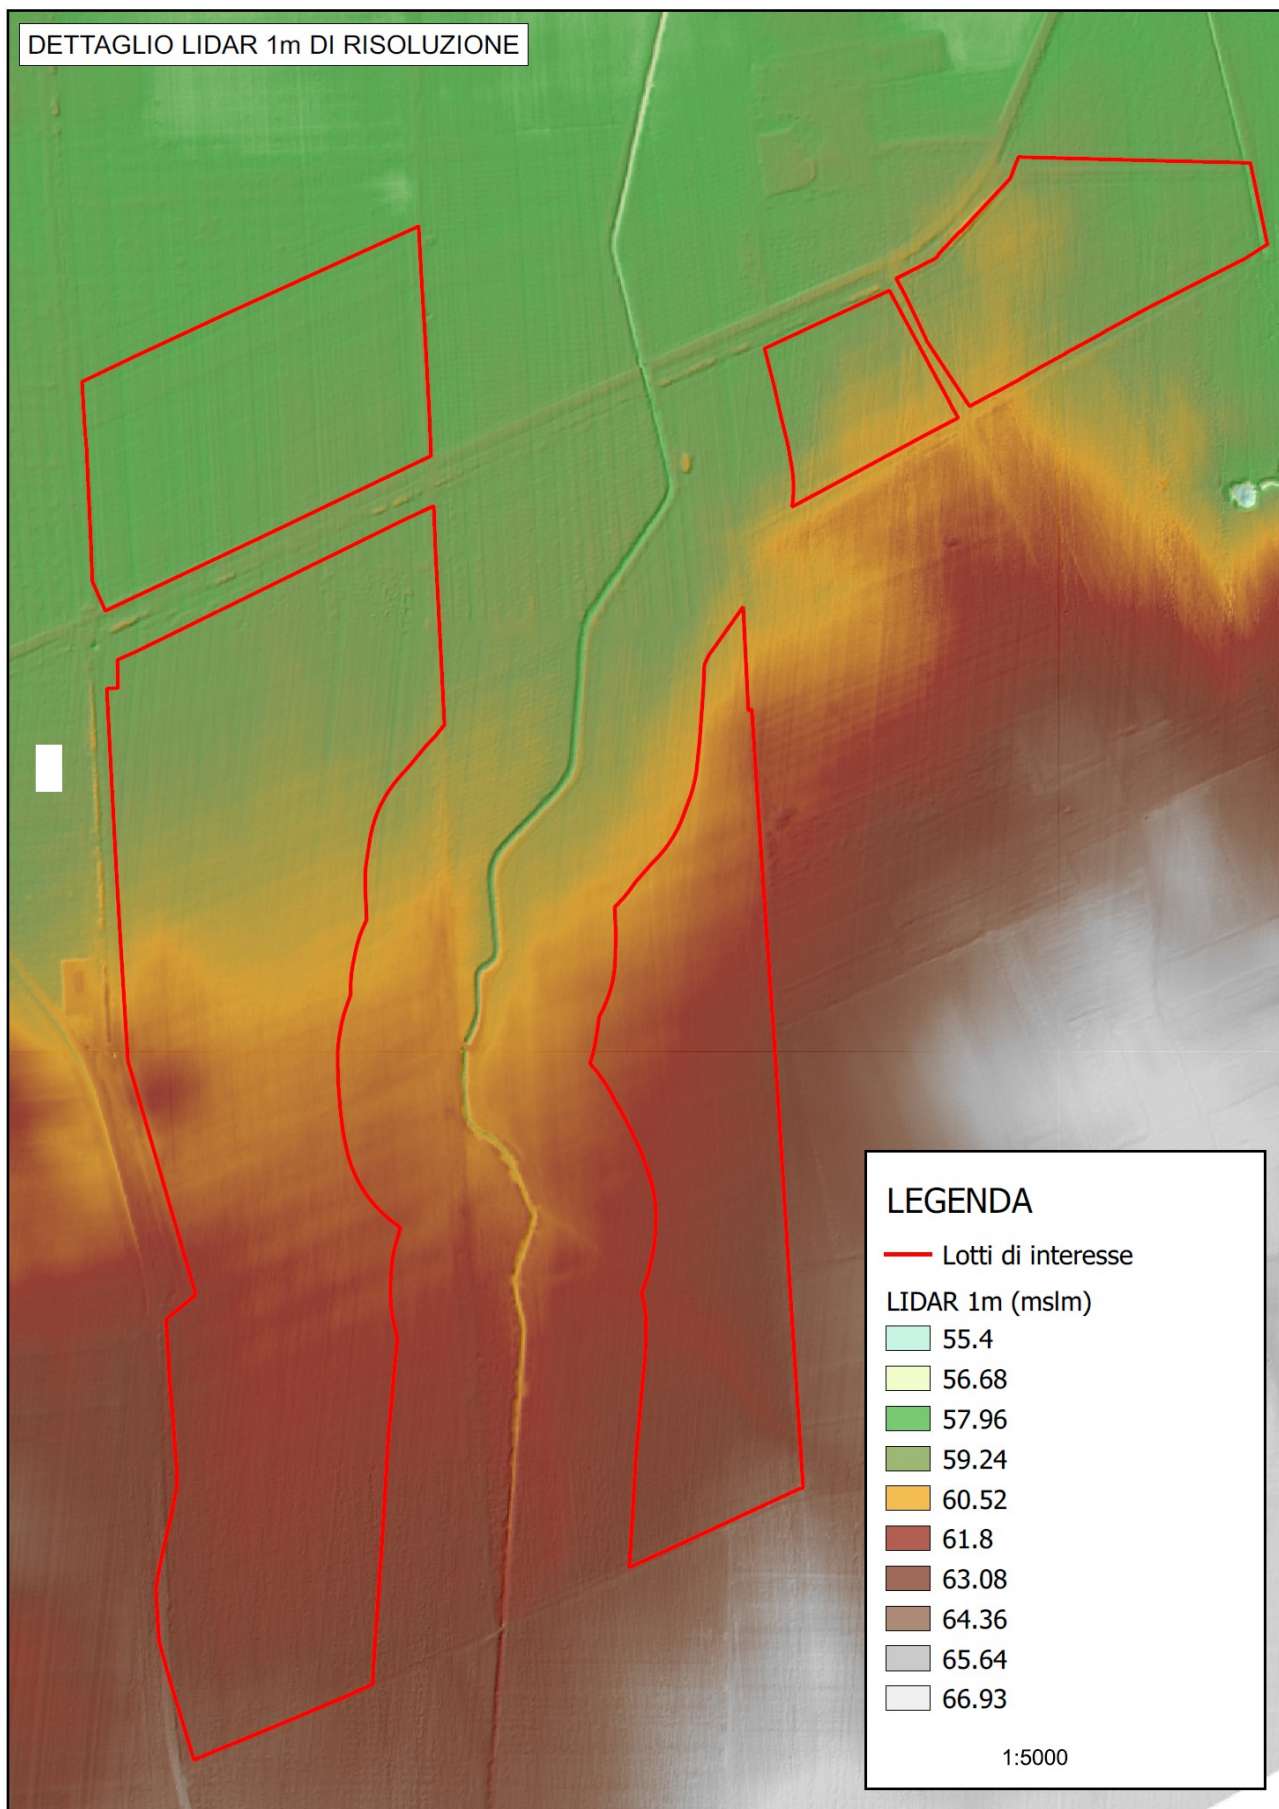 DETTAGLIO LIDAR 1m DI RISOLUZIONE
LEGENDA
Lotti di interesse
LIDAR 1m (mslm)
55.4
56.68
57.96
59.24
60.52
61.8
63.08
64.36
65.64
66.93
1:5000